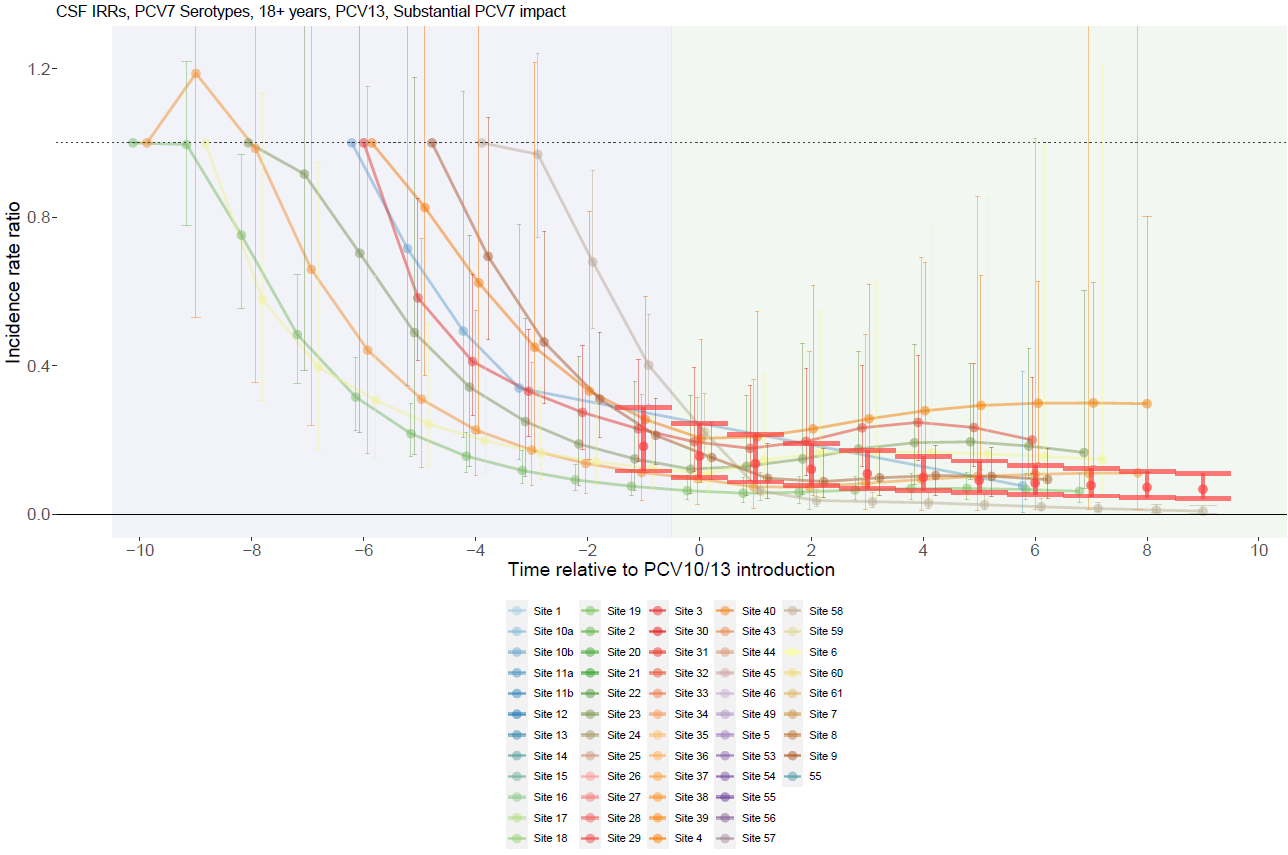 CSF IRRs, PCV7 Serotypes, 18+ years, PCV13, Substantial PCV7 impact
Incidence rate ratio
1.2
0.8
0.4
0.0
−10 −8 −6 −4 −2 0 2 4 6 8 10
Time relative to PCV10/13 introduction
Site 1 Site 19 Site 3 Site 40 Site 58
Site 10a Site 2 Site 30 Site 43 Site 59
Site 10b Site 20 Site 31 Site 44 Site 6
Site 11a Site 21 Site 32 Site 45 Site 60
Site 11b Site 22 Site 33 Site 46 Site 61
Site 12 Site 23 Site 34 Site 49 Site 7
Site 13 Site 24 Site 35 Site 5 Site 8
Site 14 Site 25 Site 36 Site 53 Site 9
Site 15 Site 26 Site 37 Site 54 55
Site 16 Site 27 Site 38 Site 55
Site 17 Site 28 Site 39 Site 56
Site 18 Site 29 Site 4 Site 57